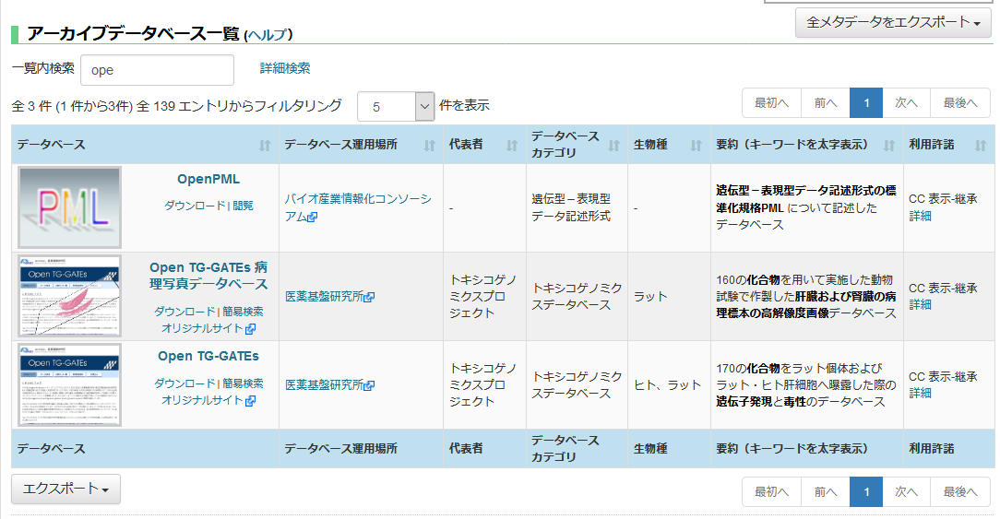 全メタデータをエクスポート
アーカイブデータベース一覧 (ヘルプ)
一覧内検索 ope 詳細検索
全 3 件 (1 件から3件) 全 139 エントリからフィルタリング 5 件を表示
最初へ 前へ 1 次へ 最後へ
データベース データベース運用場所 代表者 データベース
カテゴリ 生物種 要約（キーワードを太字表示） 利用許諾
PML
OpenPML
ダウンロード | 閲覧
バイオ産業情報化コンソーシ
アム
-
遺伝型－表現型
データ記述形式
-
遺伝型－表現型データ記述形式の標
準化規格PML について記述した
データベース
CC 表示-継承
詳細
Open TG-GATEs
Open TG-GATEs 病
理写真データベース
ダウンロード | 簡易検索
オリジナルサイト
医薬基盤研究所
トキシコゲノ
ミクスプロ
ジェクト
トキシコゲノミク
スデータベース
ラット
160の化合物を用いて実施した動物
試験で作製した肝臓および腎臓の病
理標本の高解像度画像データベース
CC 表示-継承
詳細
Open TG-GATEs
Open TG-GATEs
ダウンロード | 簡易検索
オリジナルサイト
医薬基盤研究所
トキシコゲノ
ミクスプロ
ジェクト
トキシコゲノミク
スデータベース
ヒト、ラット
170の化合物をラット個体および
ラット・ヒト肝細胞へ曝露した際の
遺伝子発現と毒性のデータベース
CC 表示-継承
詳細
データベース データベース運用場所 代表者 データベース
カテゴリ 生物種 要約（キーワードを太字表示） 利用許諾
エクスポート
最初へ 前へ 1 次へ 最後へ